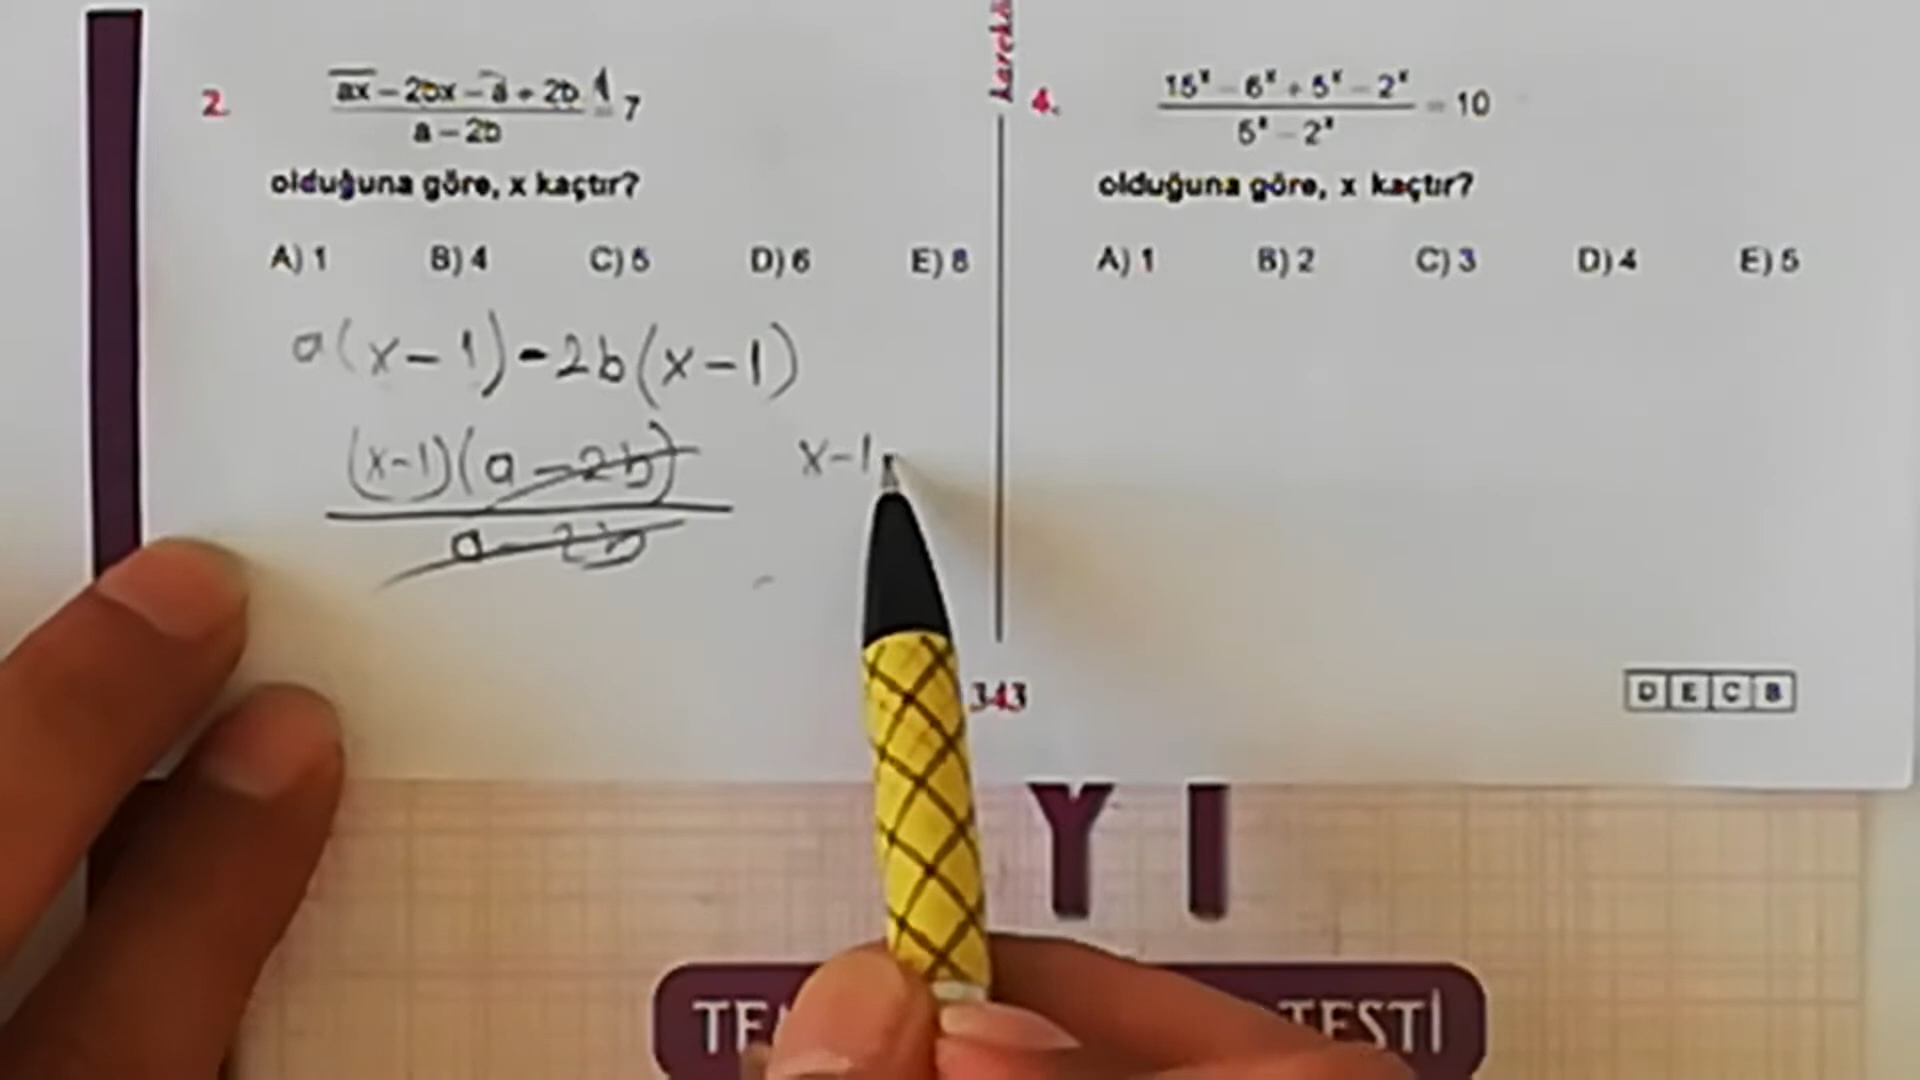 2.
ax - 2bx - a + 2b = 7
a - 2b
olduğuna göre, x kaçtır?
A) 1 B) 4 C) 5 D) 6 E) 8
a(x-1)-2b(x-1)
(x-1)(a-2b)
a-2b
x-1
4.
15ˣ - 6ˣ + 5ˣ - 2ˣ = 10
5ˣ - 2ˣ
olduğuna göre, x kaçtır?
A) 1 B) 2 C) 3 D) 4 E) 5
343
D E C B
YI
TESTİ